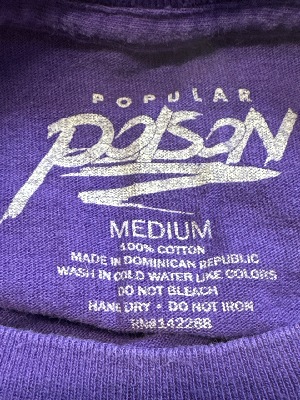 POPULAR
POISON
MEDIUM
100% COTTON
MADE IN DOMINICAN REPUBLIC
WASH IN COLD WATER LIKE COLORS
DO NOT BLEACH
HANE DRY • DO NOT IRON
RN#142288